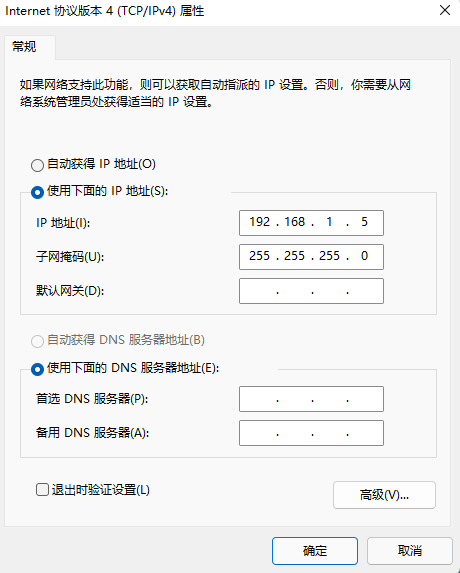 Internet 协议版本 4 (TCP/IPv4) 属性
常规
如果网络支持此功能，则可以获取自动指派的 IP 设置。否则，你需要从网
络系统管理员处获得适当的 IP 设置。
自动获得 IP 地址(O)
使用下面的 IP 地址(S):
IP 地址(I): 192 . 168 . 1 . 5
子网掩码(U): 255 . 255 . 255 . 0
默认网关(D): . . .
自动获得 DNS 服务器地址(B)
使用下面的 DNS 服务器地址(E):
首选 DNS 服务器(P): . . .
备用 DNS 服务器(A): . . .
退出时验证设置(L)
高级(V)...
确定 取消